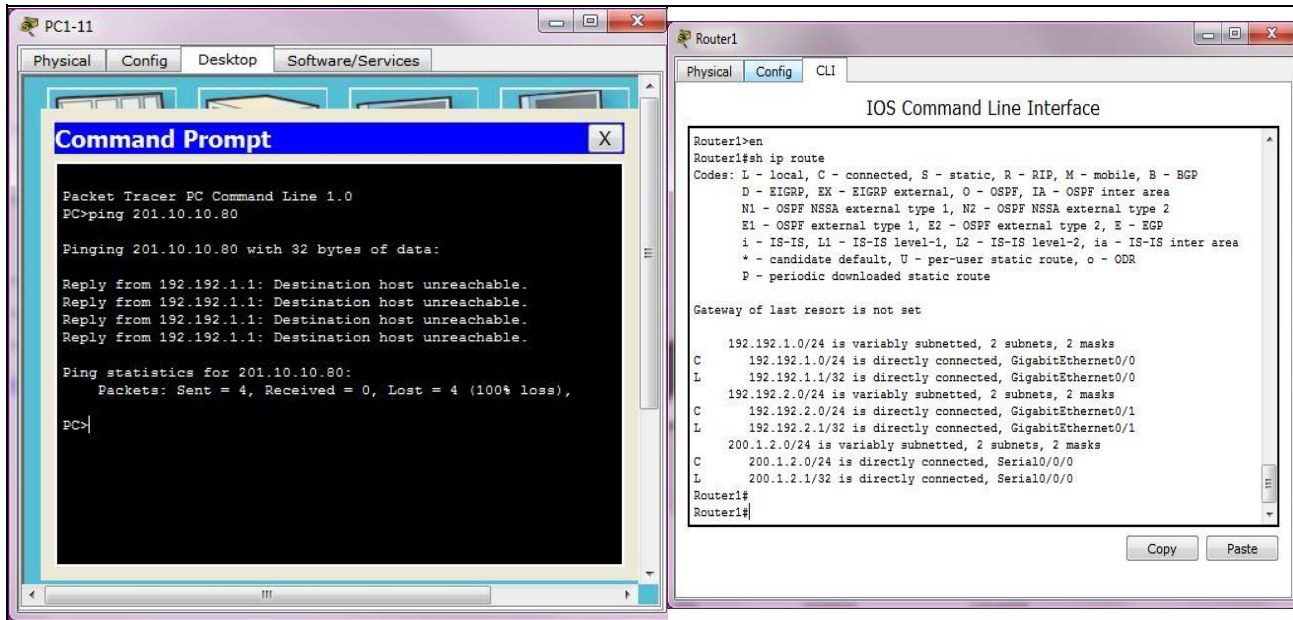 PC1-11
Physical Config Desktop Software/Services
Command Prompt X
Packet Tracer PC Command Line 1.0
PC>ping 201.10.10.80
Pinging 201.10.10.80 with 32 bytes of data:
Reply from 192.192.1.1: Destination host unreachable.
Reply from 192.192.1.1: Destination host unreachable.
Reply from 192.192.1.1: Destination host unreachable.
Reply from 192.192.1.1: Destination host unreachable.
Ping statistics for 201.10.10.80:
Packets: Sent = 4, Received = 0, Lost = 4 (100% loss),
PC>
Router1
Physical Config CLI
IOS Command Line Interface
Router1>en
Router1#sh ip route
Codes: L - local, C - connected, S - static, R - RIP, M - mobile, B - BGP
D - EIGRP, EX - EIGRP external, O - OSPF, IA - OSPF inter area
N1 - OSPF NSSA external type 1, N2 - OSPF NSSA external type 2
E1 - OSPF external type 1, E2 - OSPF external type 2, E - EGP
i - IS-IS, L1 - IS-IS level-1, L2 - IS-IS level-2, ia - IS-IS inter area
* - candidate default, U - per-user static route, o - ODR
P - periodic downloaded static route
Gateway of last resort is not set
192.192.1.0/24 is variably subnetted, 2 subnets, 2 masks
C 192.192.1.0/24 is directly connected, GigabitEthernet0/0
L 192.192.1.1/32 is directly connected, GigabitEthernet0/0
192.192.2.0/24 is variably subnetted, 2 subnets, 2 masks
C 192.192.2.0/24 is directly connected, GigabitEthernet0/1
L 192.192.2.1/32 is directly connected, GigabitEthernet0/1
200.1.2.0/24 is variably subnetted, 2 subnets, 2 masks
C 200.1.2.0/24 is directly connected, Serial0/0/0
L 200.1.2.1/32 is directly connected, Serial0/0/0
Router1#
Router1#
Copy Paste